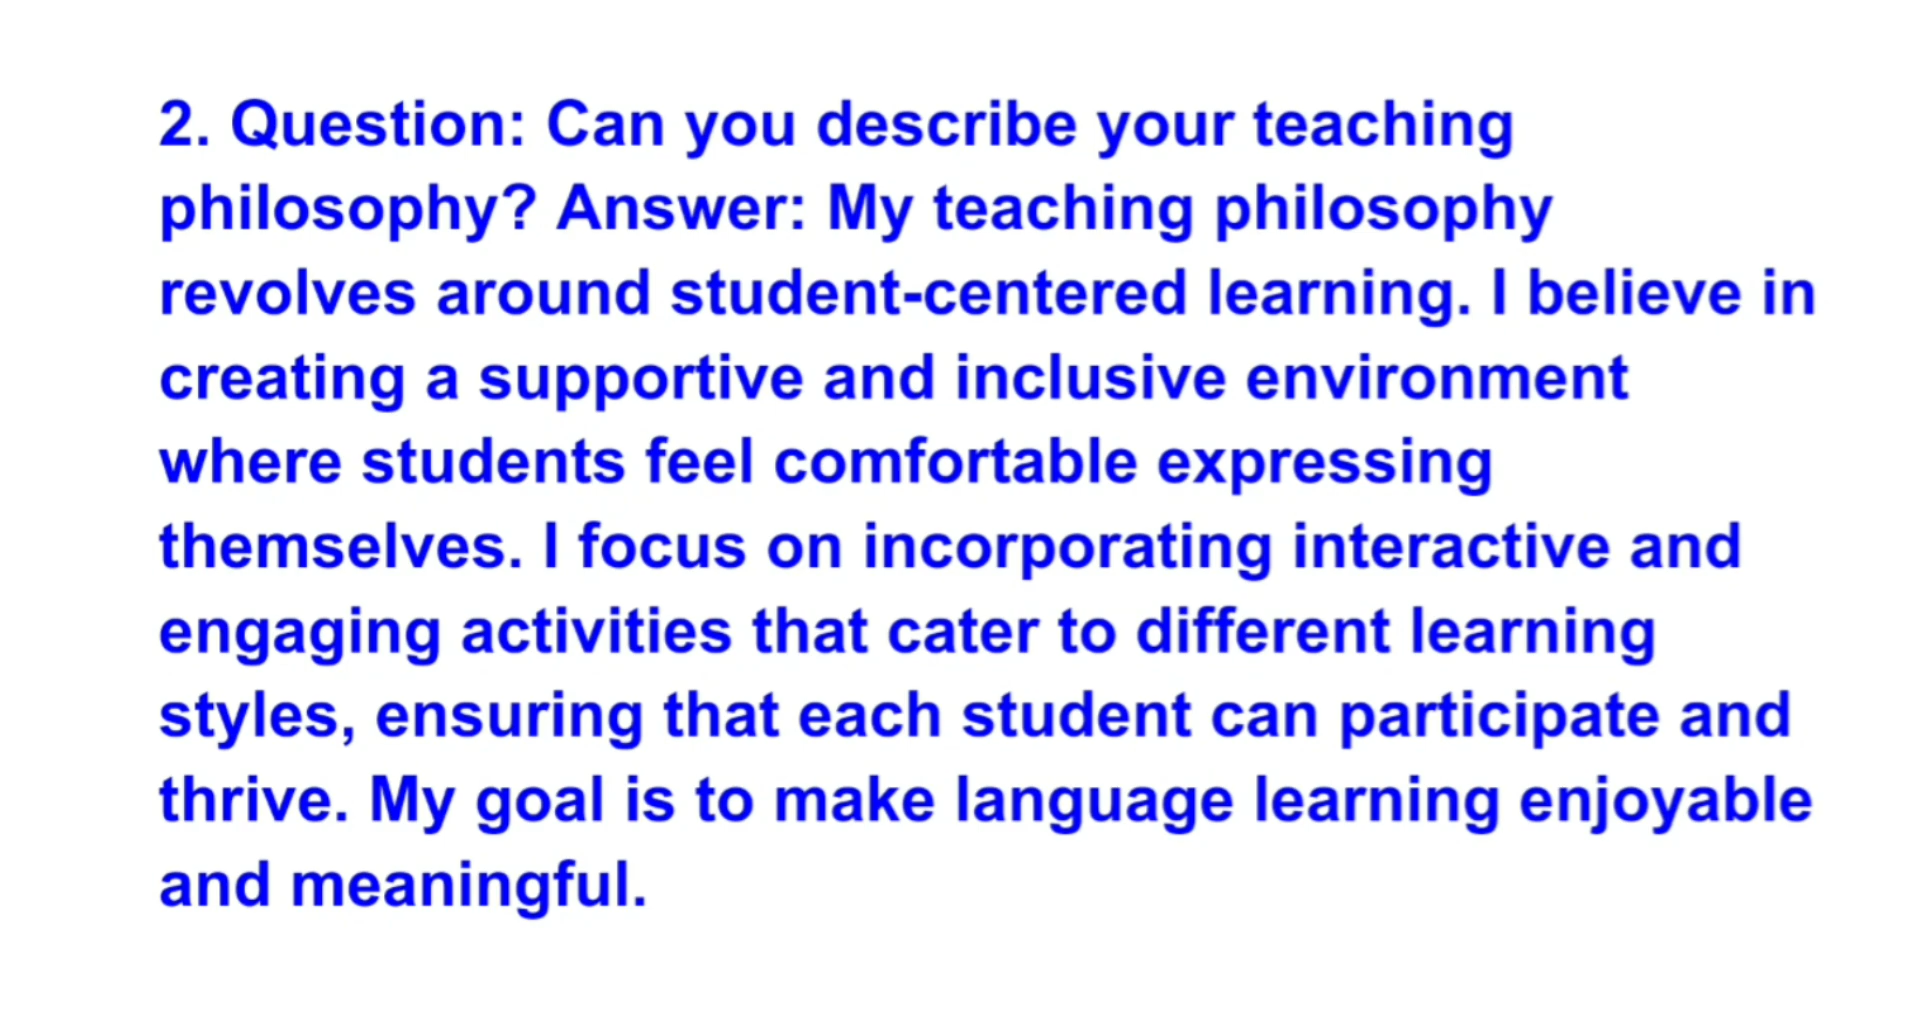 2. Question: Can you describe your teaching
philosophy? Answer: My teaching philosophy
revolves around student-centered learning. I believe in
creating a supportive and inclusive environment
where students feel comfortable expressing
themselves. I focus on incorporating interactive and
engaging activities that cater to different learning
styles, ensuring that each student can participate and
thrive. My goal is to make language learning enjoyable
and meaningful.